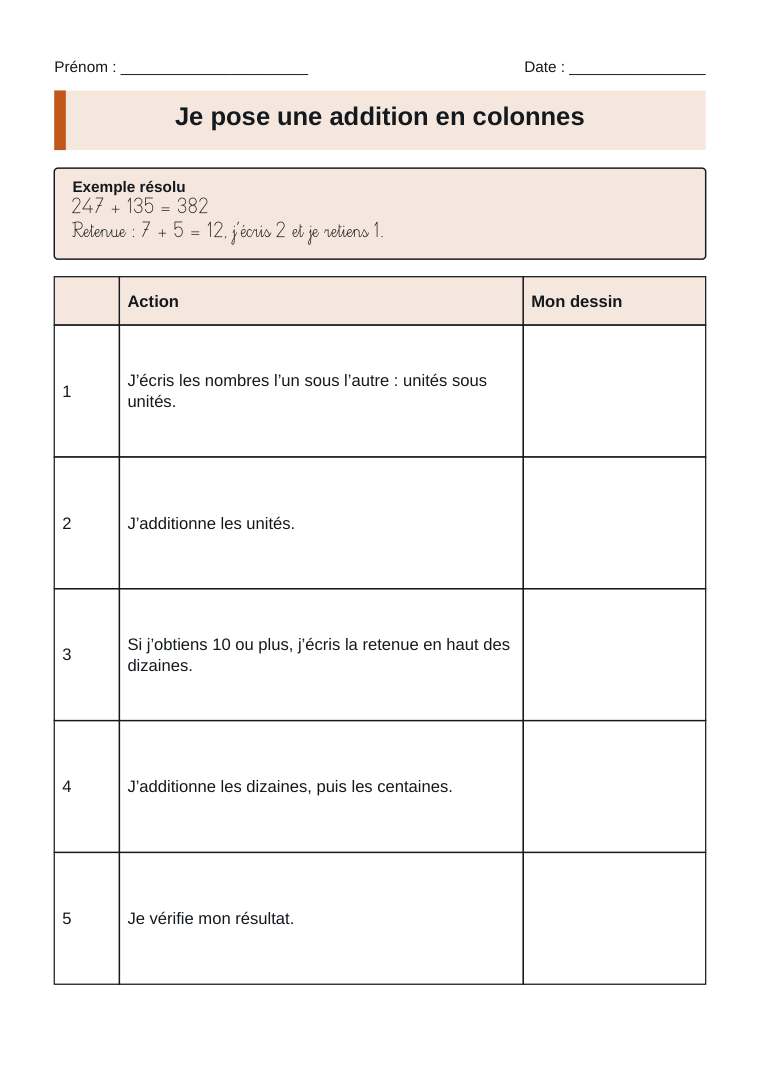 Prénom : ______________________ Date : ________________
Je pose une addition en colonnes
Exemple résolu
247 + 135 = 382
Retenue : 7 + 5 = 12, j'écris 2 et je retiens 1.
Action Mon dessin
1 J’écris les nombres l’un sous l’autre : unités sous
unités.
2 J’additionne les unités.
3 Si j’obtiens 10 ou plus, j’écris la retenue en haut des
dizaines.
4 J’additionne les dizaines, puis les centaines.
5 Je vérifie mon résultat.